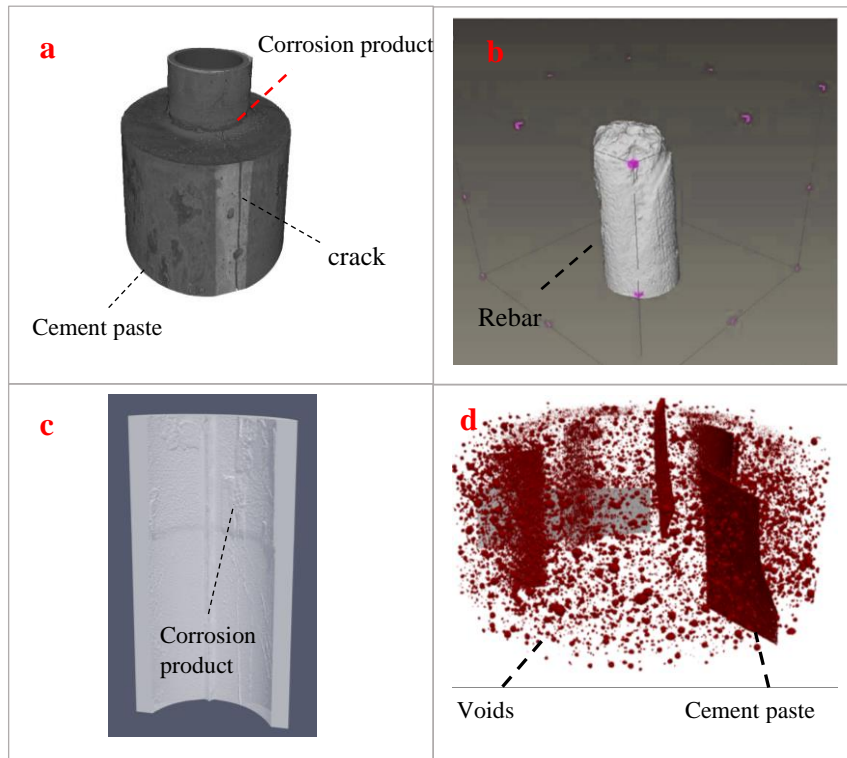 a
Corrosion product
crack
Cement paste
b
Rebar
c
Corrosion
product
d
Voids
Cement paste